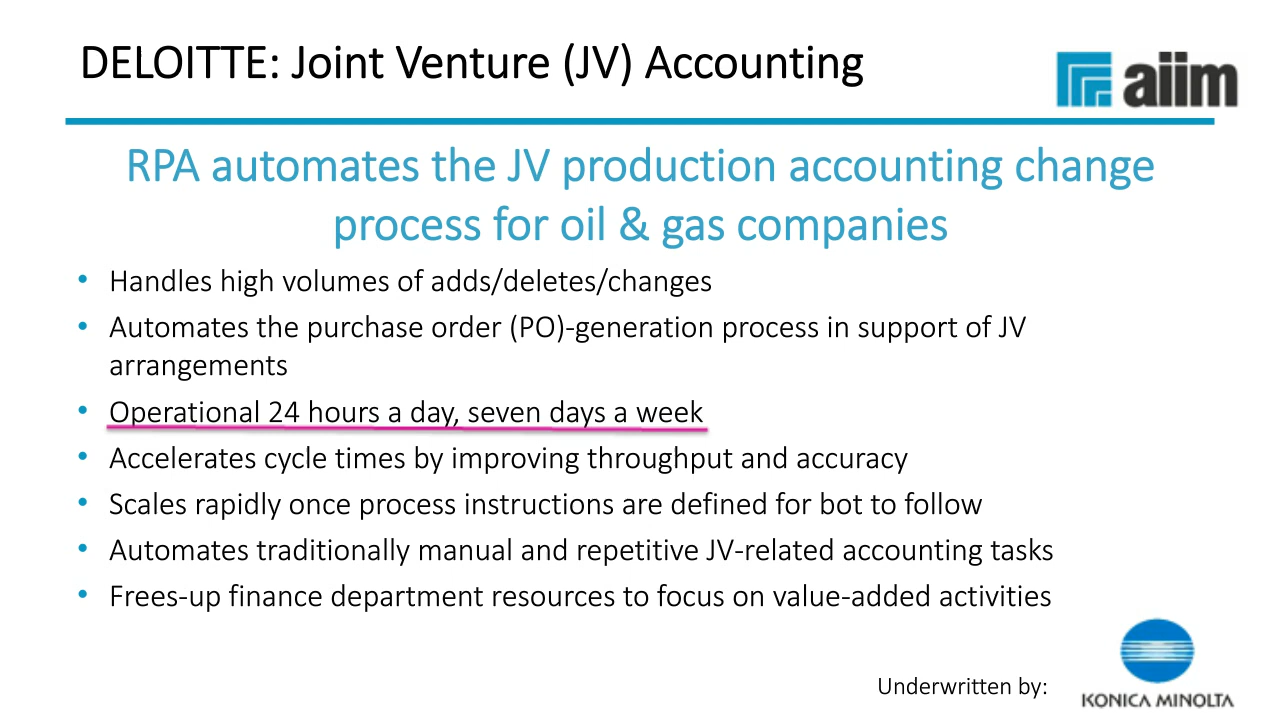 DELOITTE: Joint Venture (JV) Accounting
aiim
RPA automates the JV production accounting change
process for oil & gas companies
• Handles high volumes of adds/deletes/changes
• Automates the purchase order (PO)-generation process in support of JV
arrangements
• Operational 24 hours a day, seven days a week
• Accelerates cycle times by improving throughput and accuracy
• Scales rapidly once process instructions are defined for bot to follow
• Automates traditionally manual and repetitive JV-related accounting tasks
• Frees-up finance department resources to focus on value-added activities
Underwritten by:
KONICA MINOLTA